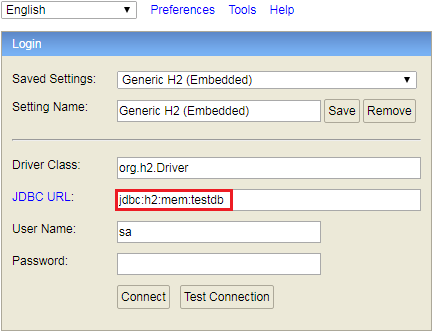 English Preferences Tools Help
Login
Saved Settings: Generic H2 (Embedded)
Setting Name: Generic H2 (Embedded) Save Remove
Driver Class: org.h2.Driver
JDBC URL: jdbc:h2:mem:testdb
User Name: sa
Password:
Connect Test Connection